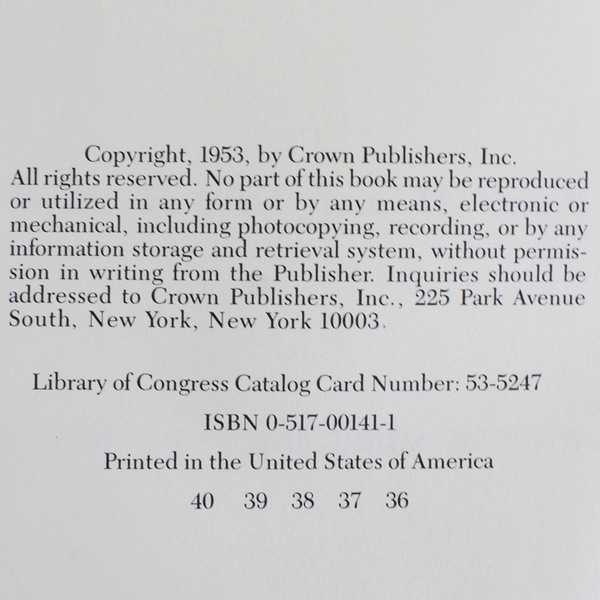 Copyright, 1953, by Crown Publishers, Inc.
All rights reserved. No part of this book may be reproduced
or utilized in any form or by any means, electronic or
mechanical, including photocopying, recording, or by any
information storage and retrieval system, without permis-
sion in writing from the Publisher. Inquiries should be
addressed to Crown Publishers, Inc., 225 Park Avenue
South, New York, New York 10003.
Library of Congress Catalog Card Number: 53-5247
ISBN 0-517-00141-1
Printed in the United States of America
40 39 38 37 36